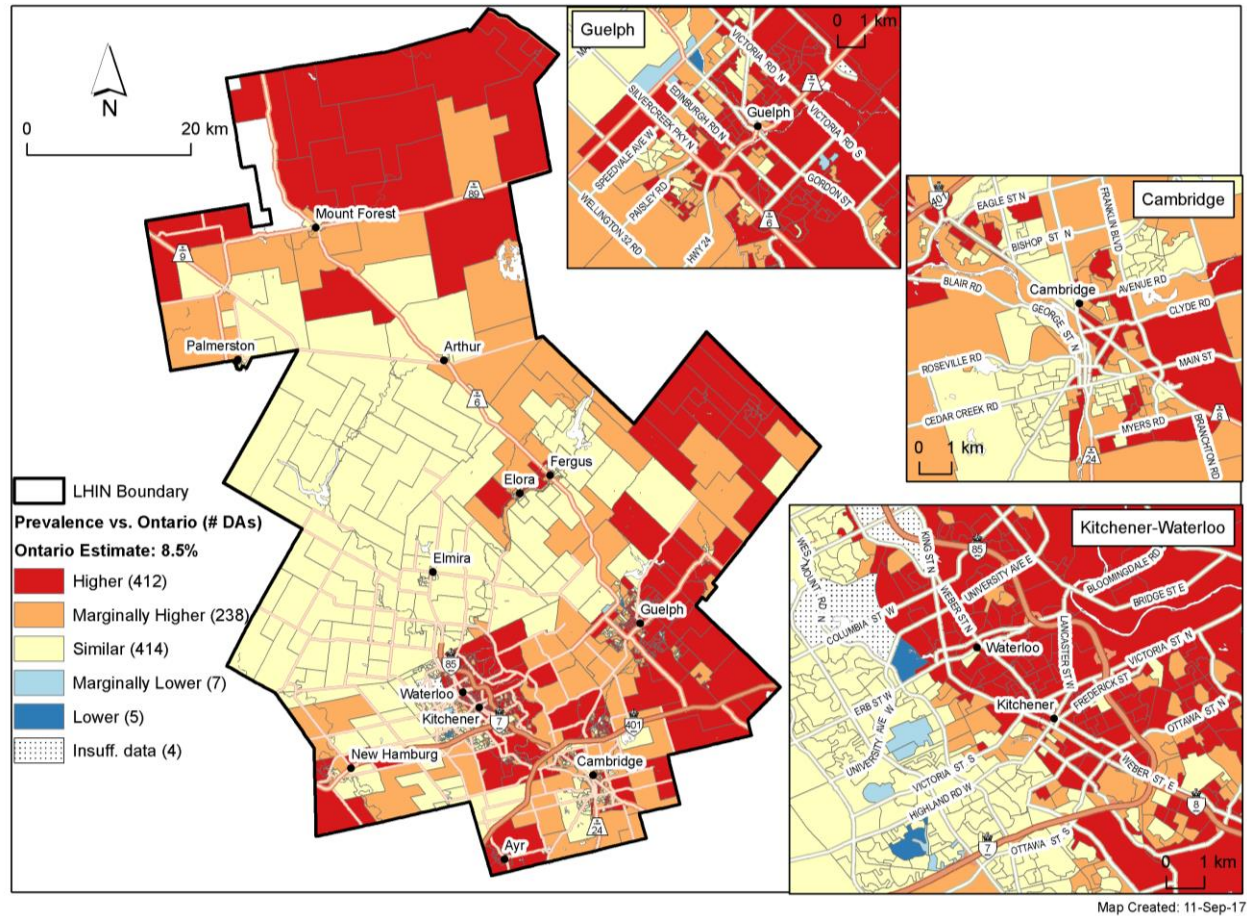 N
0
20 km
Mount Forest
89
9
Palmerston
Arthur
6
Fergus
Elora
Elmira
Guelph
85
Waterloo
Kitchener
7
401
New Hamburg
Cambridge
24
Ayr
LHIN Boundary
Prevalence vs. Ontario (# DAs)
Ontario Estimate: 8.5%
Higher (412)
Marginally Higher (238)
Similar (414)
Marginally Lower (7)
Lower (5)
Insuff. data (4)
Guelph
0 1 km
VICTORIA RD N
7
SILVERCREEK PKY N
EDINBURGH RD N
Guelph
VICTORIA RD S
SPEEDVALE AVE W
PAISLEY RD
GORDON ST
WELLINGTON 32 RD
HWY 24
6
Cambridge
401
EAGLE ST N
FRANKLIN BLVD
BISHOP ST N
BLAIR RD
Cambridge
AVENUE RD
GEORGE ST N
CLYDE RD
ROSEVILLE RD
MAIN ST
CEDAR CREEK RD
MYERS RD
8
BRANCHTON RD
0 1 km
24
Kitchener-Waterloo
WESTMOUNT RD N
KING ST N
85
UNIVERSITY AVE E
WEBER ST N
BLOOMINGDALE RD
BRIDGE ST E
COLUMBIA ST W
LANCASTER ST W
Waterloo
VICTORIA ST N
ERB ST W
FREDERICK ST
Kitchener
OTTAWA ST N
UNIVERSITY AVE W
VICTORIA ST S
WEBER ST E
HIGHLAND RD W
8
7
OTTAWA ST S
0 1 km
Map Created: 11-Sep-17